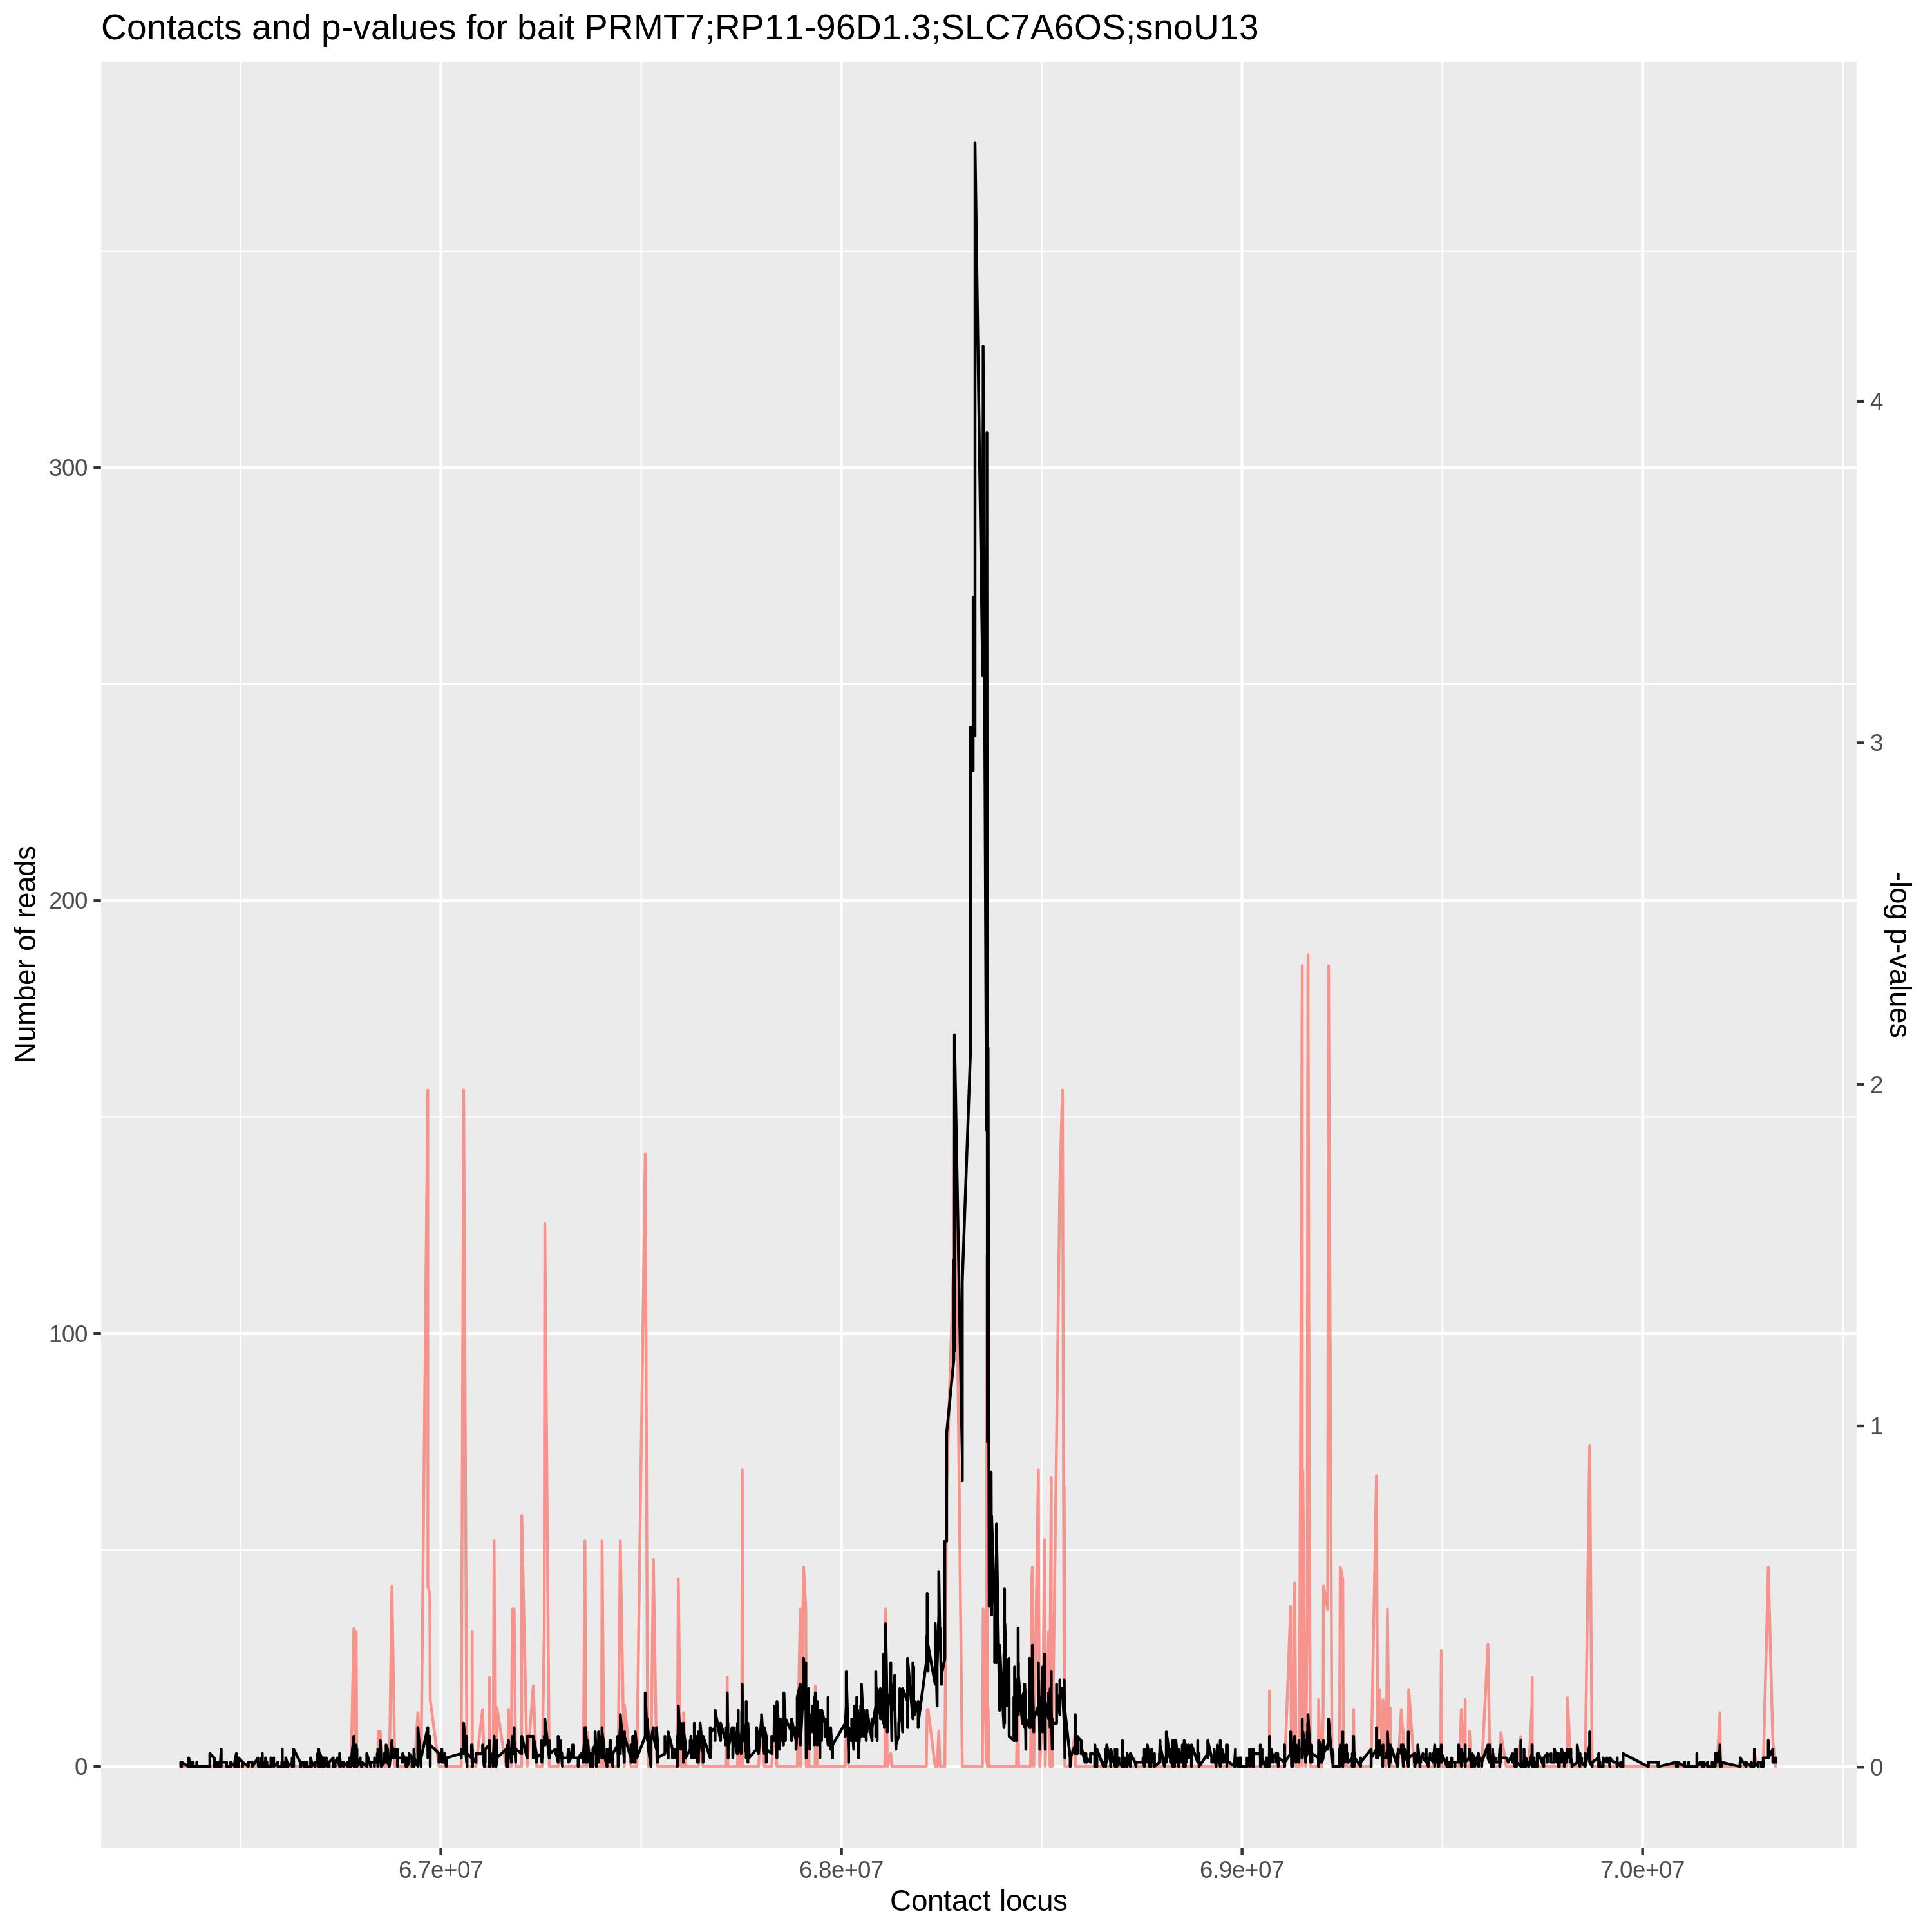 Contacts and p-values for bait PRMT7;RP11-96D1.3;SLC7A6OS;snoU13
Number of reads
300
200
100
0
4
3
2
1
0
-log p-values
6.7e+07
6.8e+07
6.9e+07
7.0e+07
Contact locus